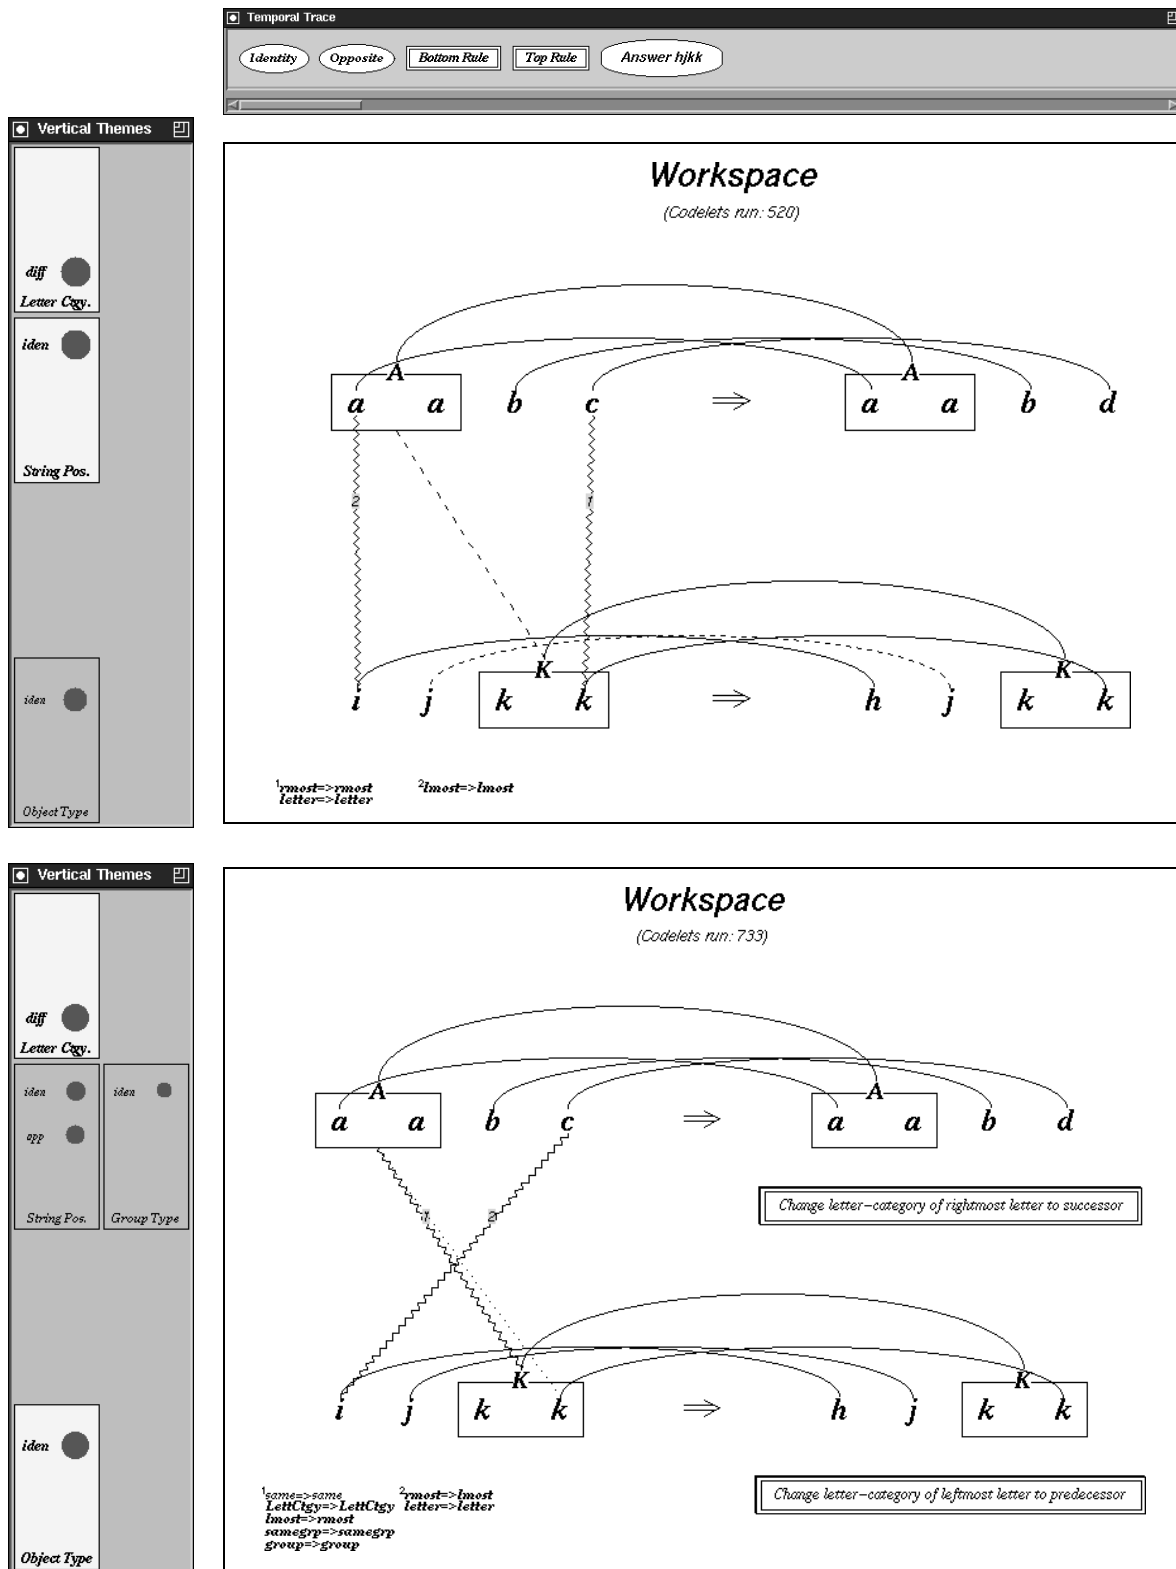 Temporal Trace
Identity Opposite Bottom Rule Top Rule Answer hjkk
Vertical Themes
diff
Letter Ctgy.
iden
String Pos.
iden
Object Type
Workspace
(Codelets run: 520)
A A
a a b c ⇒ a a b d
2 1
K K
i j k k ⇒ h j k k
1rmost=>rmost 2lmost=>lmost
letter=>letter
Vertical Themes
diff
Letter Ctgy.
iden iden
opp
String Pos. Group Type
iden
Object Type
Workspace
(Codelets run: 733)
A A
a a b c ⇒ a a b d
Change letter-category of rightmost letter to successor
1 2
K K
i j k k ⇒ h j k k
1same=>same 2rmost=>lmost
LettCtgy=>LettCtgy letter=>letter
lmost=>rmost
samegrp=>samegrp
group=>group
Change letter-category of leftmost letter to predecessor